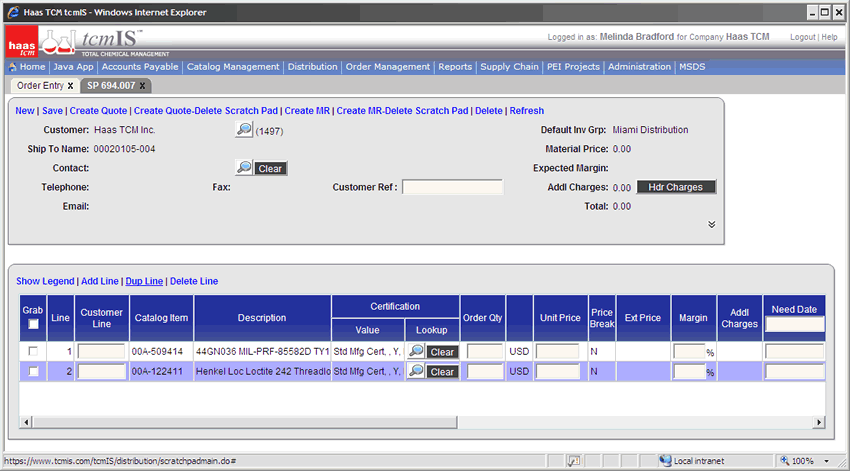 Haas TCM tcmIS - Windows Internet Explorer
haas tcm
tcmIS™
TOTAL CHEMICAL MANAGEMENT
Logged in as: Melinda Bradford for Company Haas TCM
Logout | Help
Home | Java App | Accounts Payable | Catalog Management | Distribution | Order Management | Reports | Supply Chain | PEI Projects | Administration | MSDS
Order Entry X
SP 694.007 X
New | Save | Create Quote | Create Quote-Delete Scratch Pad | Create MR | Create MR-Delete Scratch Pad | Delete | Refresh
Customer: Haas TCM Inc. (1497) Default Inv Grp: Miami Distribution
Ship To Name: 00020105-004 Material Price: 0.00
Contact: Clear Expected Margin:
Telephone: Fax: Customer Ref : Addl Charges: 0.00 Hdr Charges
Email: Total: 0.00
Show Legend | Add Line | Dup Line | Delete Line
Grab Line Customer Line Catalog Item Description Certification Value Lookup Order Qty Unit Price Price Break Ext Price Margin Addl Charges Need Date
1 00A-509414 44GN036 MIL-PRF-85582D TY1 Std Mfg Cert, , Y, Clear USD N %
2 00A-122411 Henkel Loc Loctite 242 Threadlo Std Mfg Cert, , Y, Clear USD N %
https://www.tcmis.com/tcmIS/distribution/scratchpadmain.do#
Local intranet
100%